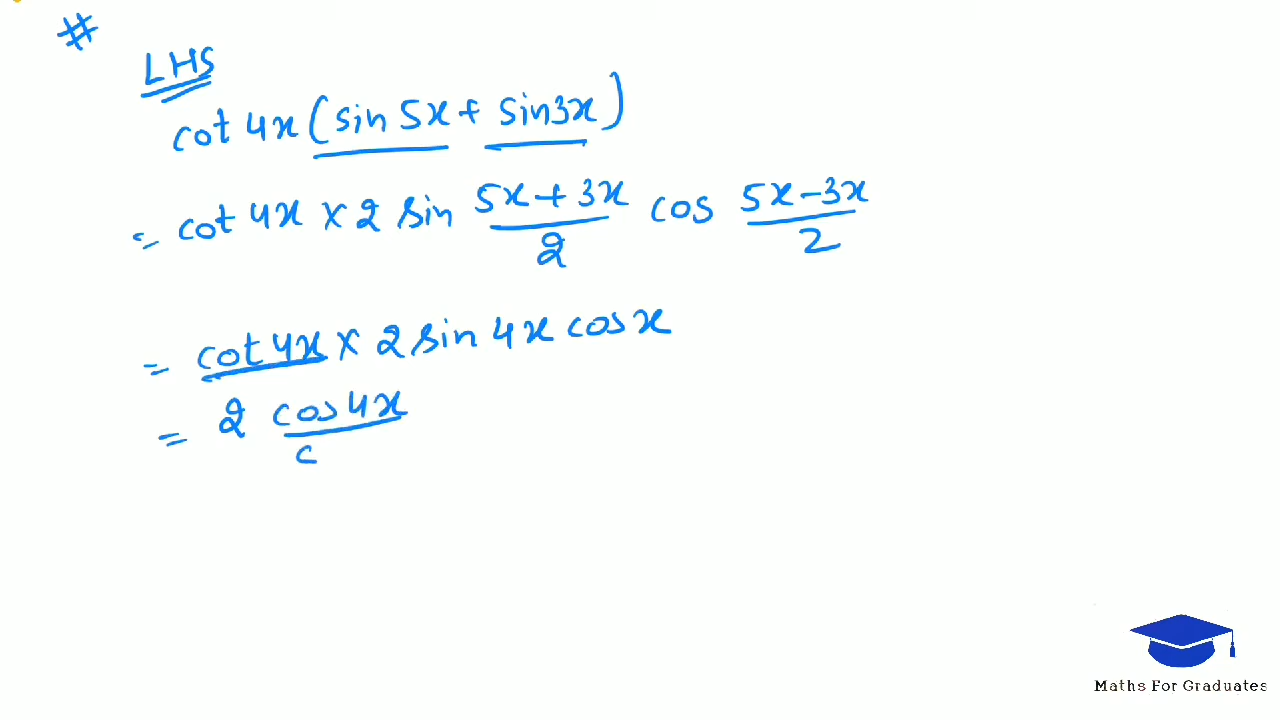 #
LHS
cot 4x (sin 5x + sin3x)
= cot 4x × 2 sin (5x+3x)/2 cos (5x-3x)/2
= cot 4x × 2 sin 4x cos x
= 2 cos 4x / c
Maths For Graduates